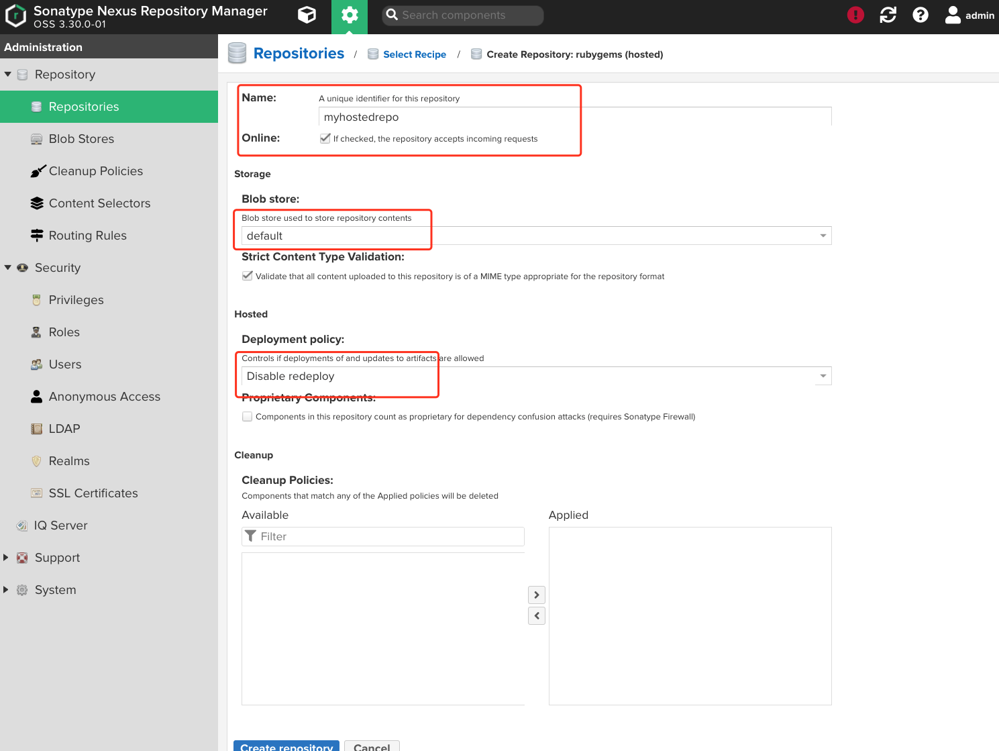 Sonatype Nexus Repository Manager
OSS 3.30.0-01
Search components
admin
Administration
Repository
Repositories
Blob Stores
Cleanup Policies
Content Selectors
Routing Rules
Security
Privileges
Roles
Users
Anonymous Access
LDAP
Realms
SSL Certificates
IQ Server
Support
System
Repositories / Select Recipe / Create Repository: rubygems (hosted)
Name: A unique identifier for this repository
myhostedrepo
Online: If checked, the repository accepts incoming requests
Storage
Blob store:
Blob store used to store repository contents
default
Strict Content Type Validation:
Validate that all content uploaded to this repository is of a MIME type appropriate for the repository format
Hosted
Deployment policy:
Controls if deployments of and updates to artifacts are allowed
Disable redeploy
Proprietary Components:
Components in this repository count as proprietary for dependency confusion attacks (requires Sonatype Firewall)
Cleanup
Cleanup Policies:
Components that match any of the Applied policies will be deleted
Available
Applied
Filter
Create repository
Cancel